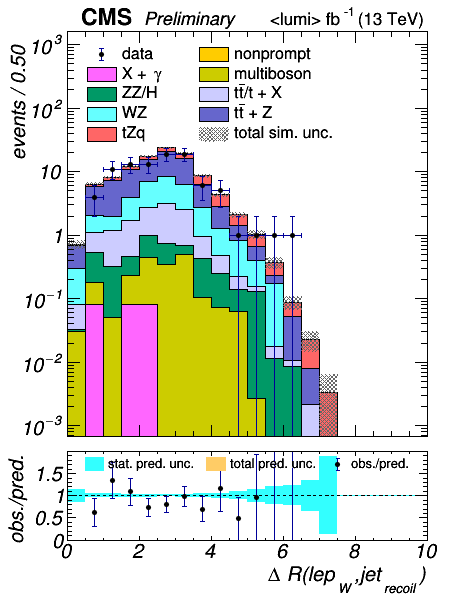 CMS Preliminary <lumi> fb⁻¹ (13 TeV)
events / 0.50
10³
10²
10
1
10⁻¹
10⁻²
10⁻³
data
nonprompt
X + γ
multiboson
ZZ/H
tt̄/t + X
WZ
tt̄ + Z
tZq
total sim. unc.
obs./pred.
1.5
1
0.5
0
stat. pred. unc.
total pred. unc.
obs./pred.
0 2 4 6 8 10
Δ R(lep_W,jet_recoil)